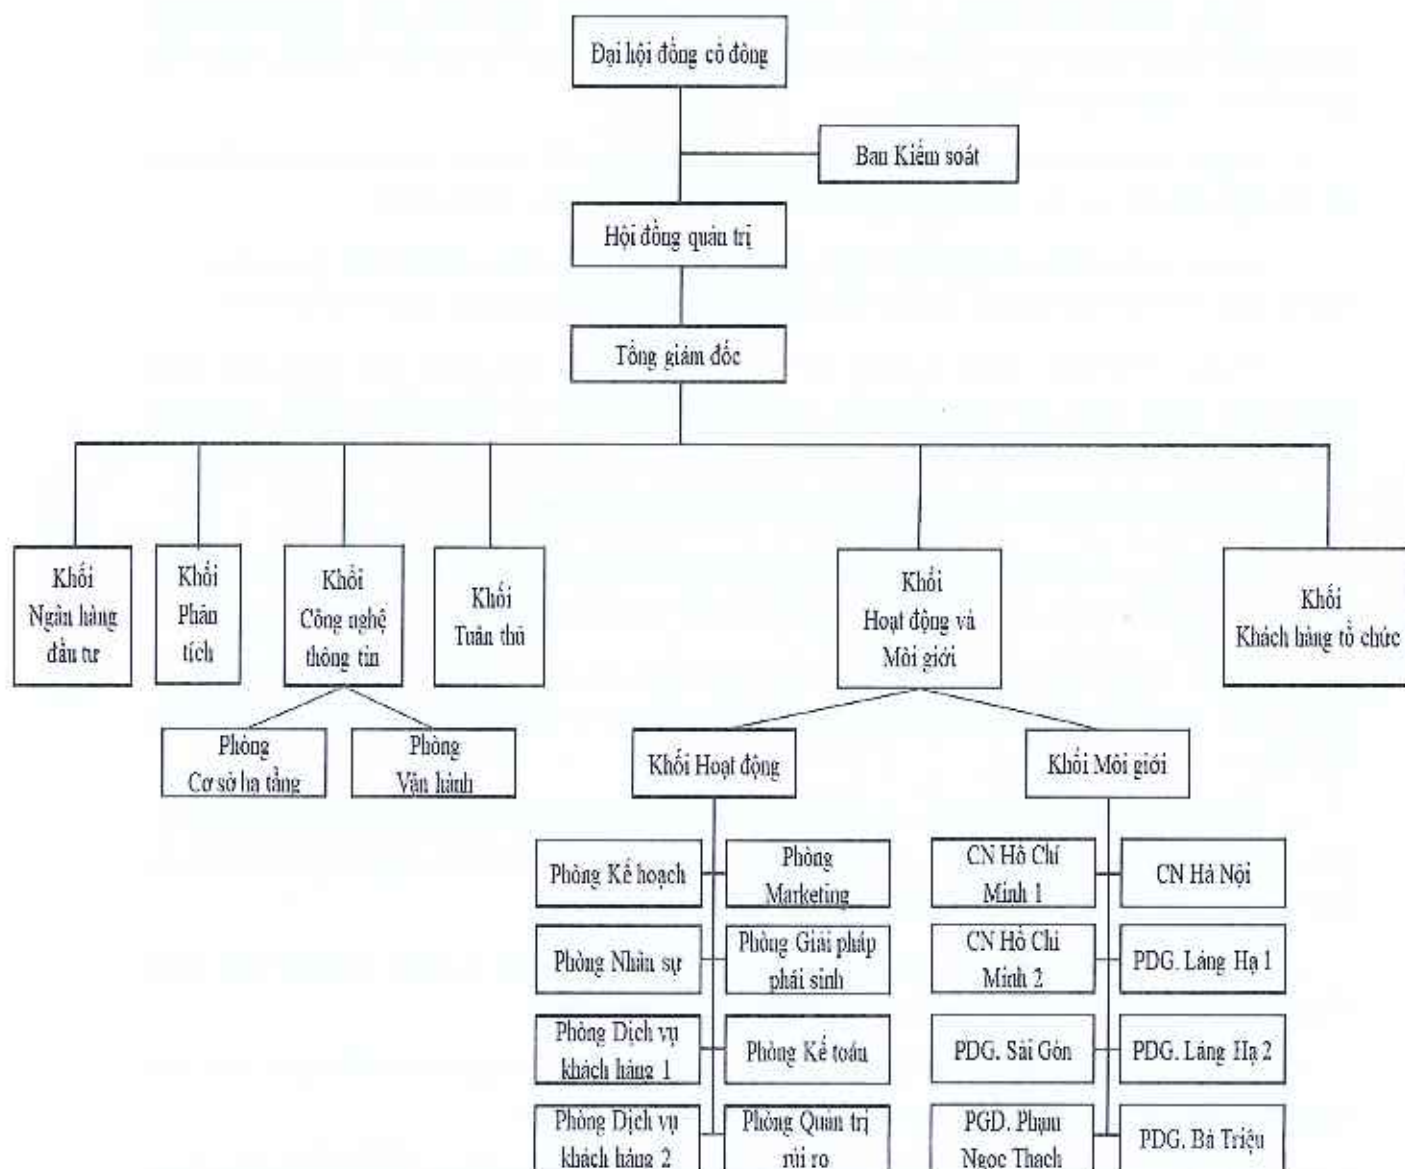 Đại hội đồng cổ đông
Ban Kiểm soát
Hội đồng quản trị
Tổng giám đốc
Khối
Ngân hàng
đầu tư
Khối
Phân
tích
Khối
Công nghệ
thông tin
Khối
Tuân thủ
Khối
Hoạt động và
Môi giới
Khối
Khách hàng tổ chức
Phòng
Cơ sở hạ tầng
Phòng
Vận hành
Khối Hoạt động
Khối Môi giới
Phòng Kế hoạch
Phòng
Marketing
CN Hồ Chí
Minh 1
CN Hà Nội
Phòng Nhân sự
Phòng Giải pháp
phái sinh
CN Hồ Chí
Minh 2
PDG. Láng Hạ 1
Phòng Dịch vụ
khách hàng 1
Phòng Kế toán
PDG. Sài Gòn
PDG. Láng Hạ 2
Phòng Dịch vụ
khách hàng 2
Phòng Quản trị
rủi ro
PGD. Phạm
Ngọc Thạch
PDG. Bà Triệu